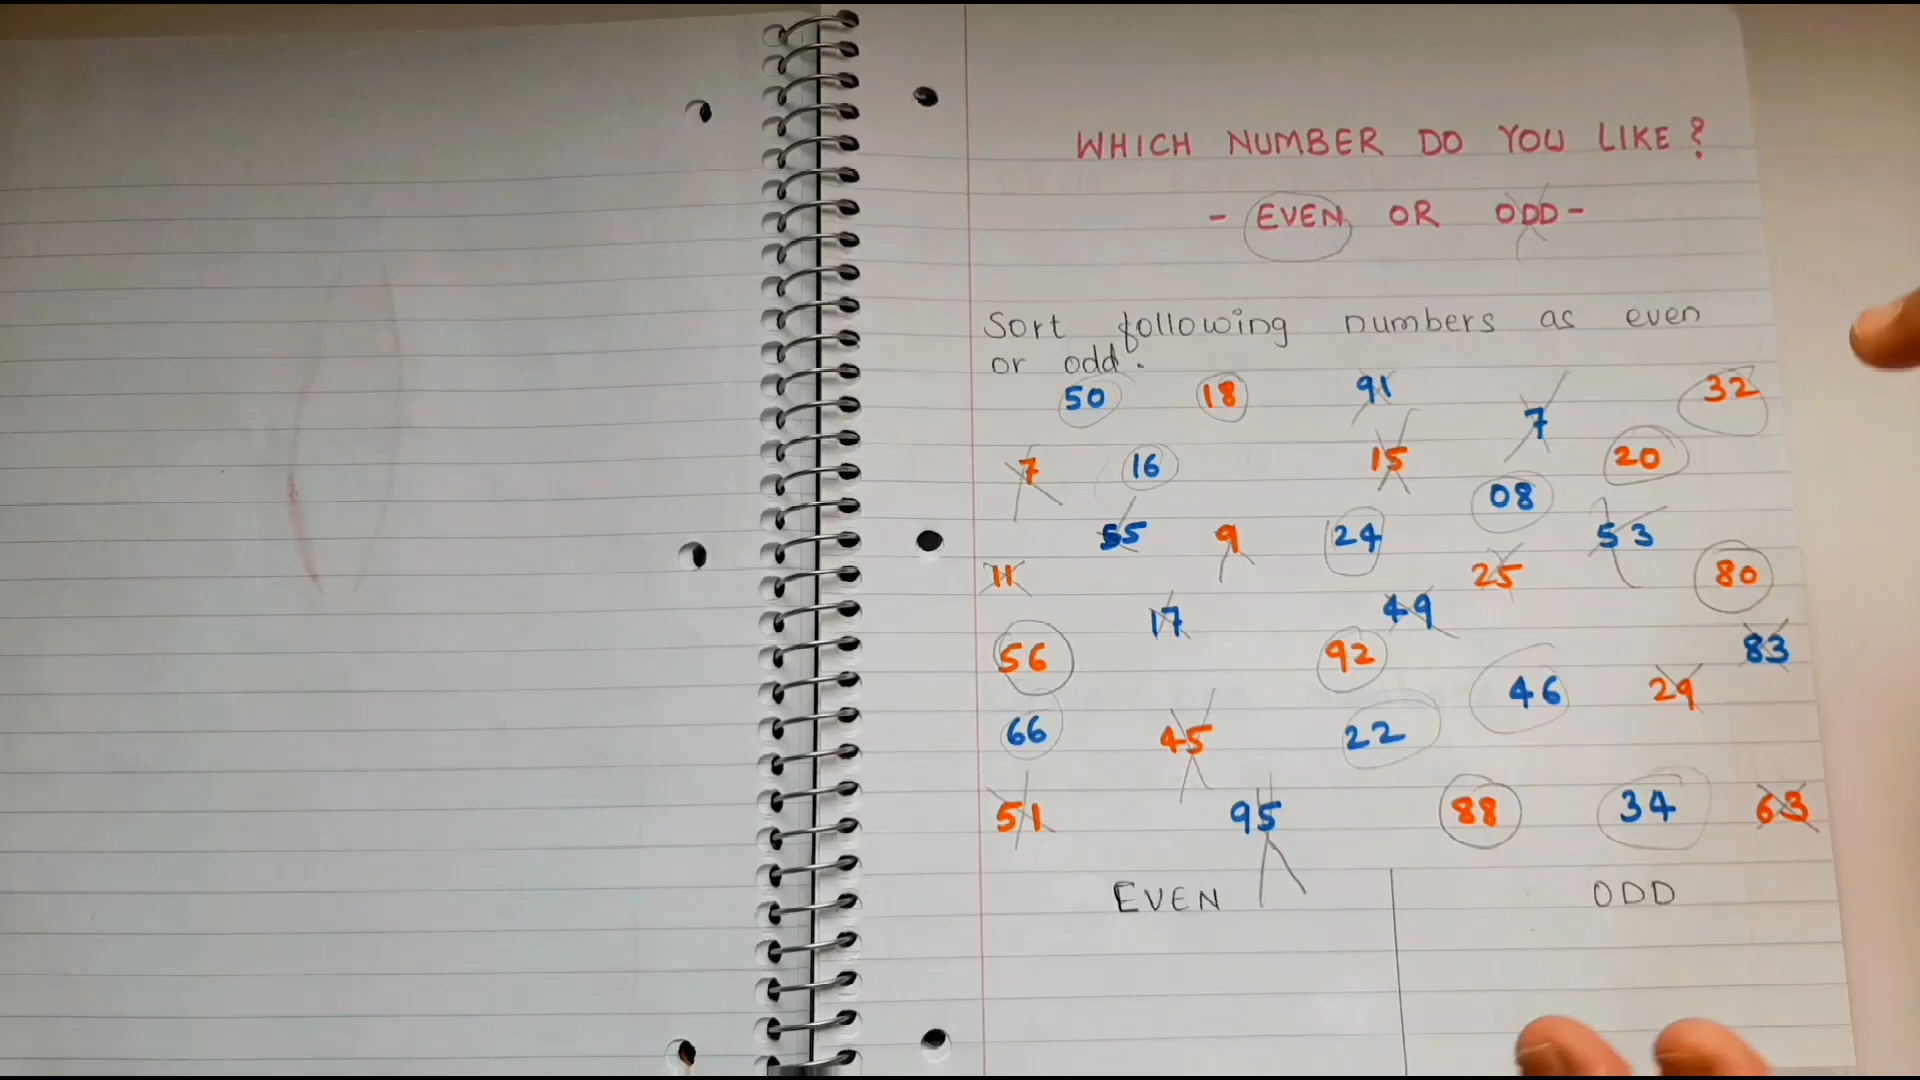 WHICH NUMBER DO YOU LIKE?
- EVEN OR ODD -
Sort following numbers as even
or odd.
50 18 91 7 32
7 16 15 08 20
55 9 24 25 53
11 17 49 80
56 92 46 29 83
66 45 22
51 95 88 34 63
EVEN ODD